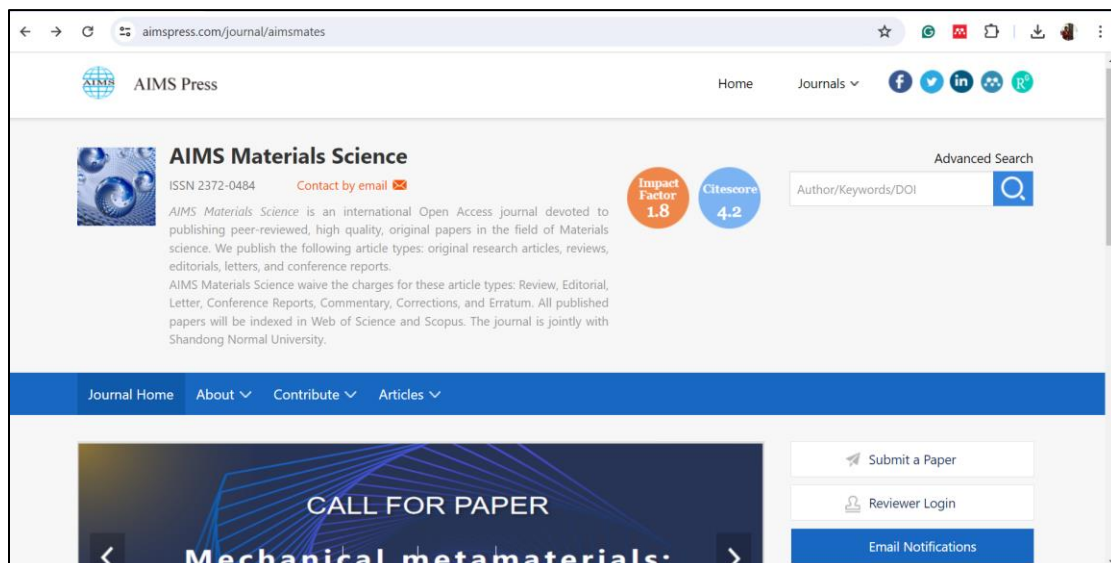 aimspress.com/journal/aimsmates
AIMS
AIMS Press
Home
Journals
AIMS Materials Science
ISSN 2372-0484 Contact by email
AIMS Materials Science is an international Open Access journal devoted to
publishing peer-reviewed, high quality, original papers in the field of Materials
science. We publish the following article types: original research articles, reviews,
editorials, letters, and conference reports.
AIMS Materials Science waive the charges for these article types: Review, Editorial,
Letter, Conference Reports, Commentary, Corrections, and Erratum. All published
papers will be indexed in Web of Science and Scopus. The journal is jointly with
Shandong Normal University.
Impact
Factor
1.8
Citescore
4.2
Advanced Search
Author/Keywords/DOI
Journal Home About Contribute Articles
CALL FOR PAPER
Mechanical metamaterials:
Submit a Paper
Reviewer Login
Email Notifications